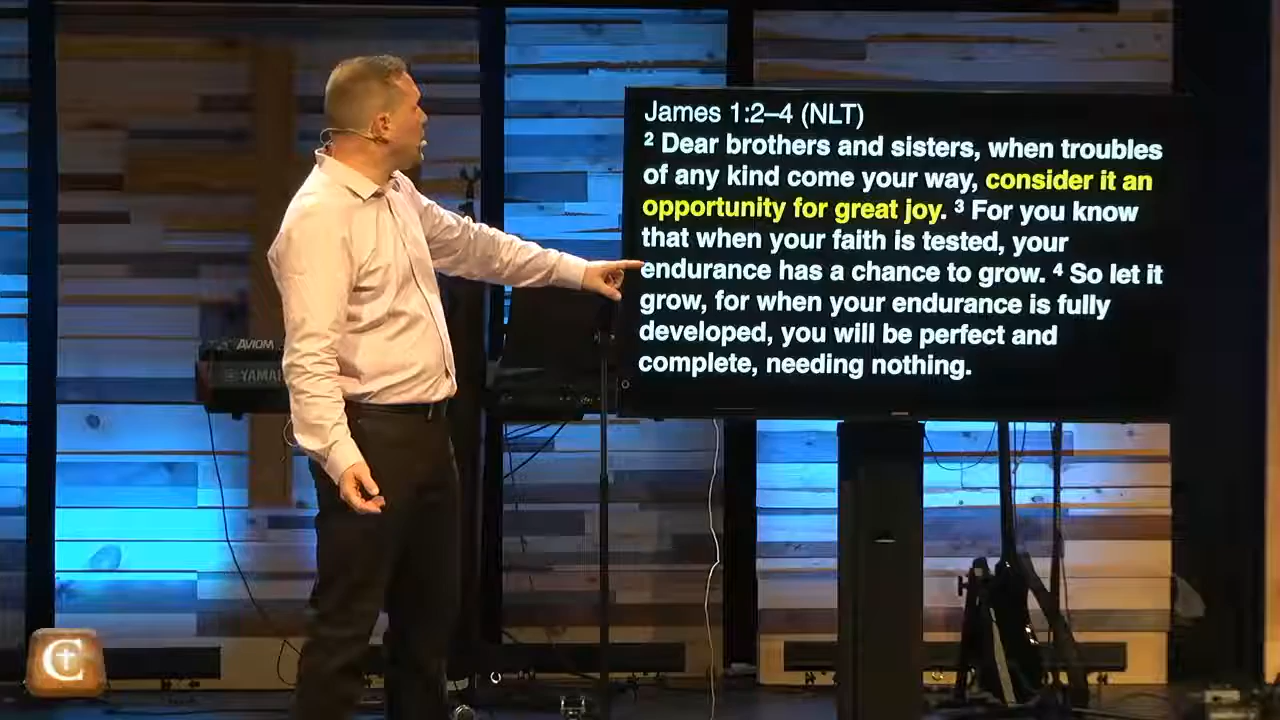 James 1:2–4 (NLT)
² Dear brothers and sisters, when troubles
of any kind come your way, consider it an
opportunity for great joy. ³ For you know
that when your faith is tested, your
endurance has a chance to grow. ⁴ So let it
grow, for when your endurance is fully
developed, you will be perfect and
complete, needing nothing.
AVIOM
YAMA
C